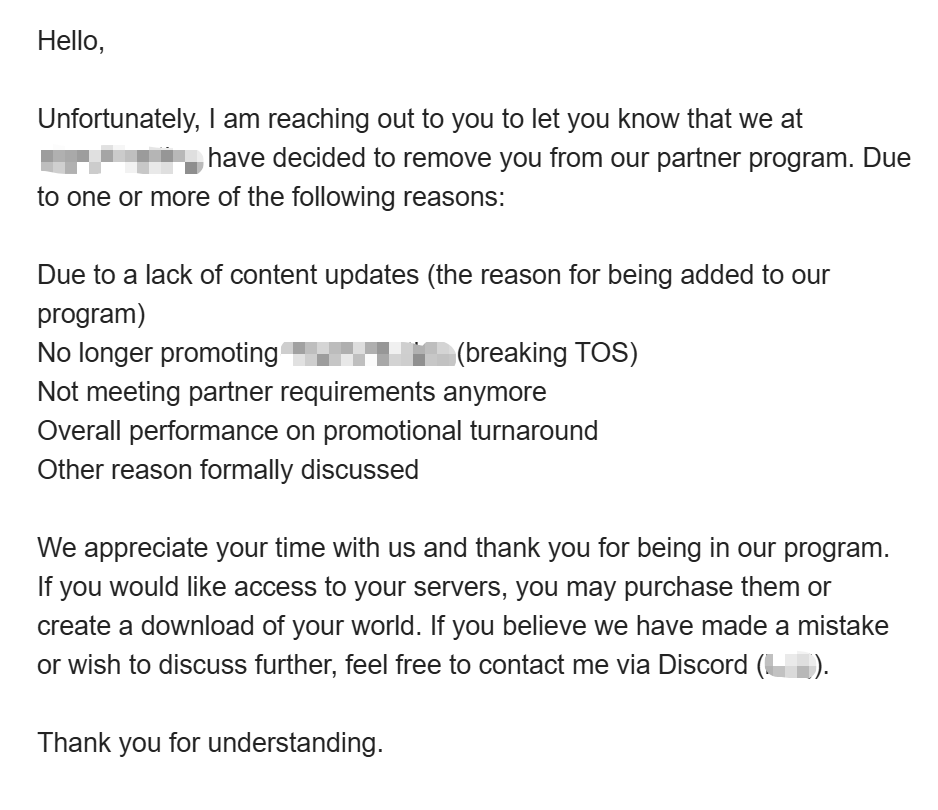 Hello,
Unfortunately, I am reaching out to you to let you know that we at
have decided to remove you from our partner program. Due
to one or more of the following reasons:
Due to a lack of content updates (the reason for being added to our
program)
No longer promoting (breaking TOS)
Not meeting partner requirements anymore
Overall performance on promotional turnaround
Other reason formally discussed
We appreciate your time with us and thank you for being in our program.
If you would like access to your servers, you may purchase them or
create a download of your world. If you believe we have made a mistake
or wish to discuss further, feel free to contact me via Discord ( ).
Thank you for understanding.